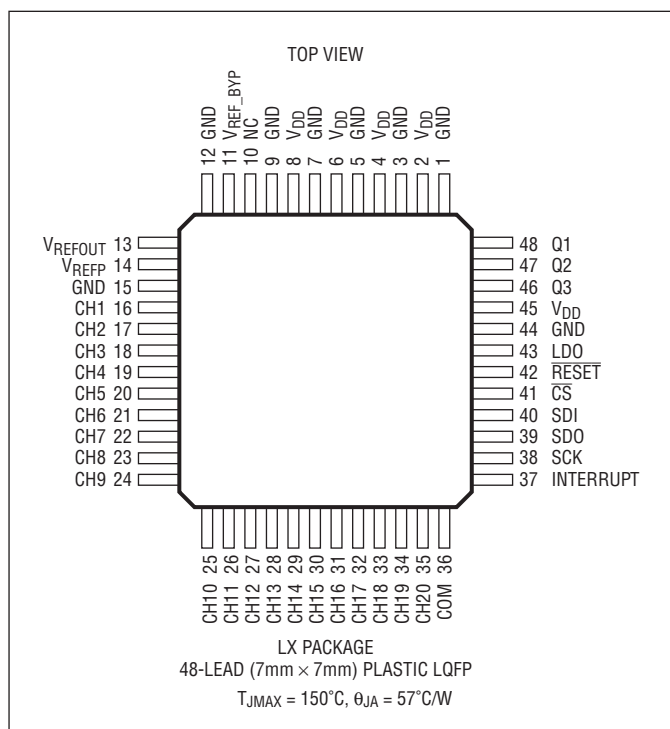 TOP VIEW
12 GND
11 VREF_BYP
10 NC
9 GND
8 VDD
7 GND
6 VDD
5 GND
4 VDD
3 GND
2 VDD
1 GND
VREFOUT 13
VREFP 14
GND 15
CH1 16
CH2 17
CH3 18
CH4 19
CH5 20
CH6 21
CH7 22
CH8 23
CH9 24
48 Q1
47 Q2
46 Q3
45 VDD
44 GND
43 LDO
42 RESET
41 CS
40 SDI
39 SDO
38 SCK
37 INTERRUPT
CH10 25
CH11 26
CH12 27
CH13 28
CH14 29
CH15 30
CH16 31
CH17 32
CH18 33
CH19 34
CH20 35
COM 36
LX PACKAGE
48-LEAD (7mm × 7mm) PLASTIC LQFP
TJMAX = 150°C, θJA = 57°C/W